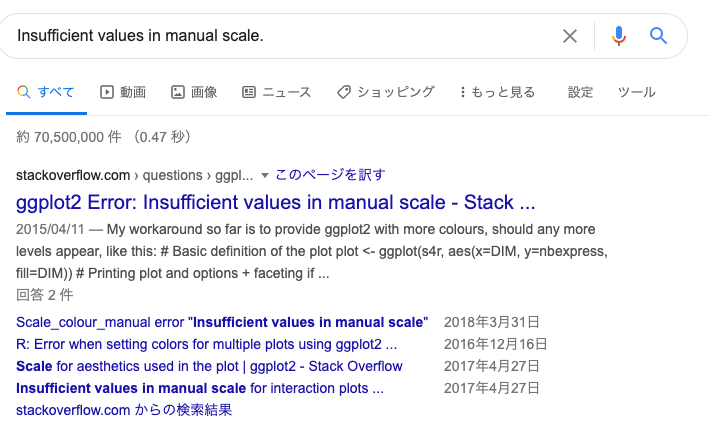 Insufficient values in manual scale.
すべて 動画 画像 ニュース ショッピング もっと見る 設定 ツール
約 70,500,000 件 （0.47 秒）
stackoverflow.com › questions › ggpl... このページを訳す
ggplot2 Error: Insufficient values in manual scale - Stack ...
2015/04/11 — My workaround so far is to provide ggplot2 with more colours, should any more
levels appear, like this: # Basic definition of the plot plot <- ggplot(s4r, aes(x=DIM, y=nbexpress,
fill=DIM)) # Printing plot and options + faceting if ...
回答 2 件
Scale_colour_manual error "Insufficient values in manual scale" 2018年3月31日
R: Error when setting colors for multiple plots using ggplot2 ... 2016年12月16日
Scale for aesthetics used in the plot | ggplot2 - Stack Overflow 2017年4月27日
Insufficient values in manual scale for interaction plots ... 2017年4月27日
stackoverflow.com からの検索結果